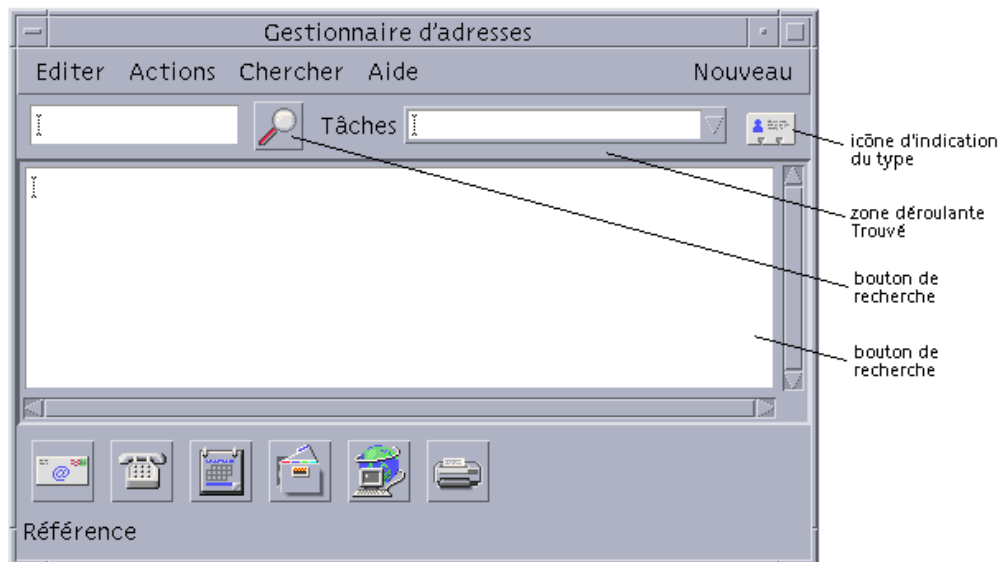 Gestionnaire d'adresses
Editer Actions Chercher Aide Nouveau
Tâches
icône d'indication
du type
zone déroulante
Trouvé
bouton de
recherche
bouton de
recherche
@
Référence